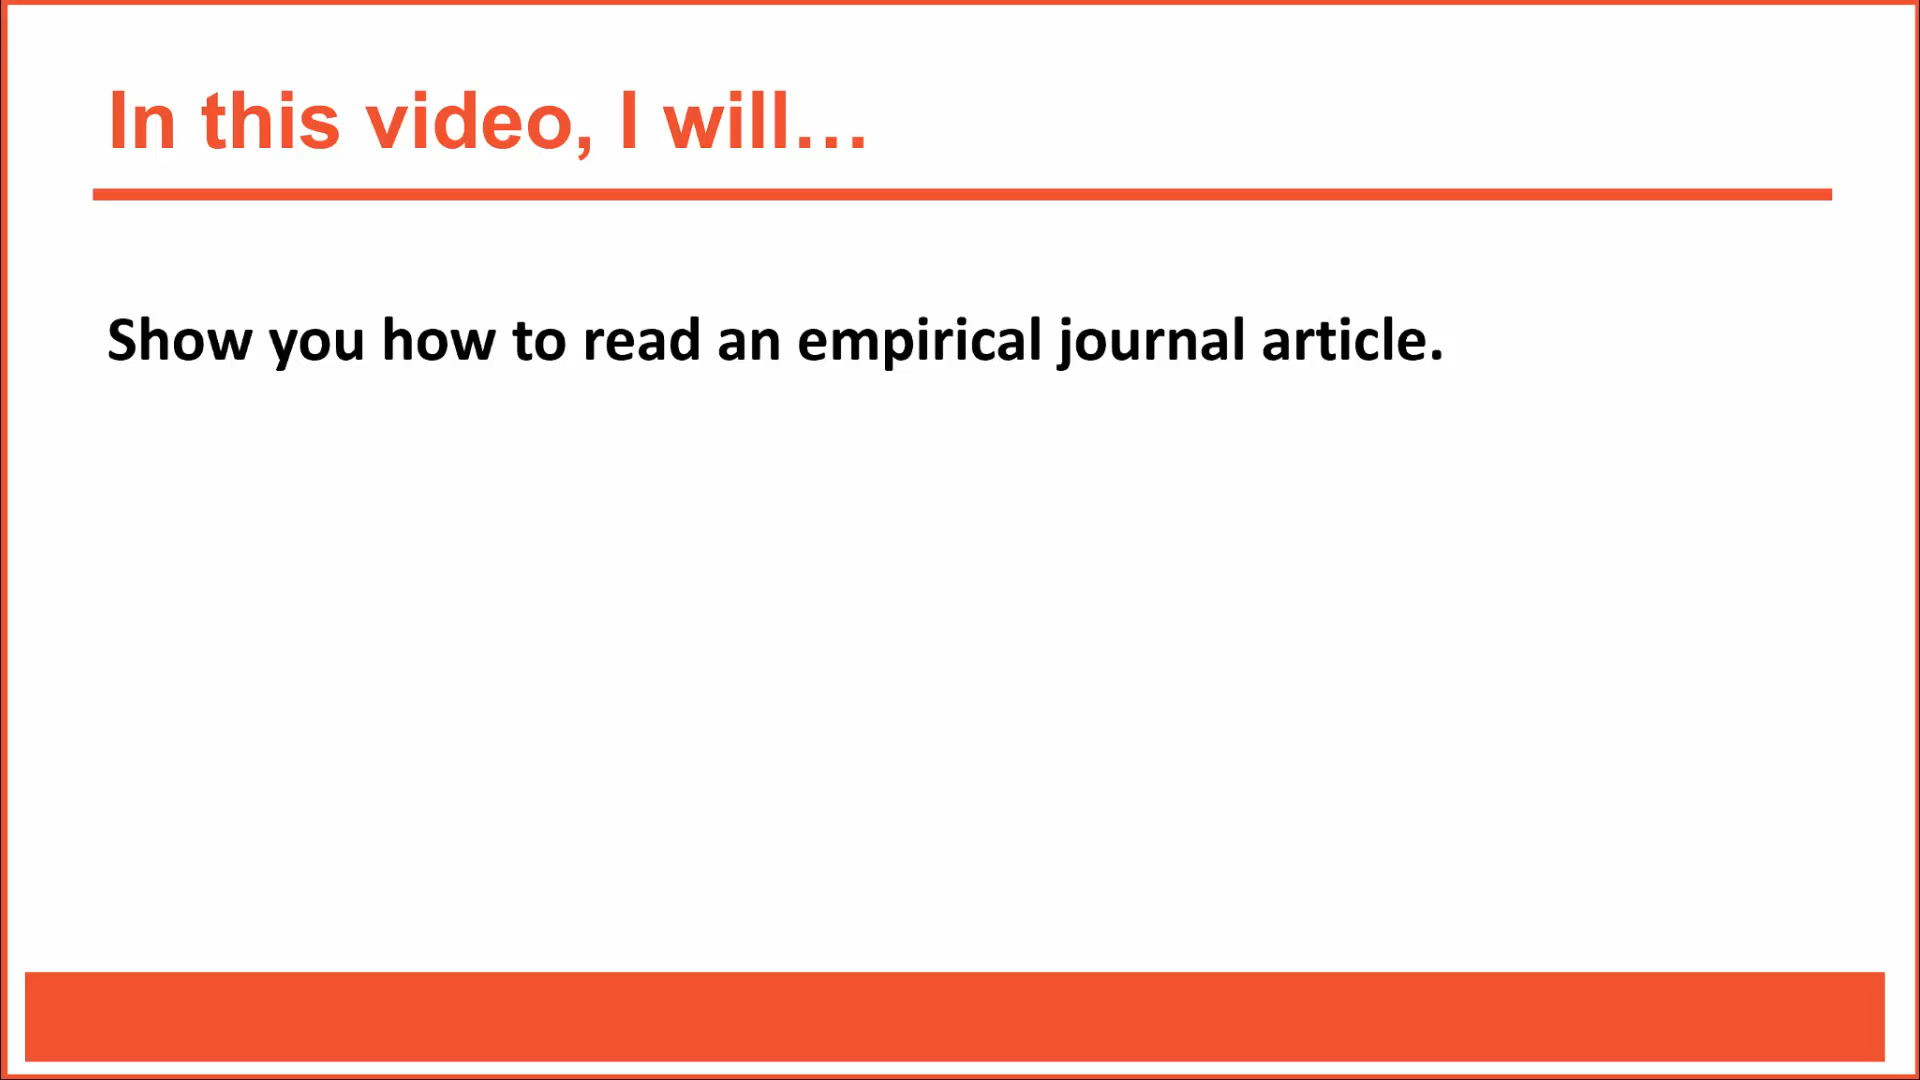 In this video, I will…
Show you how to read an empirical journal article.